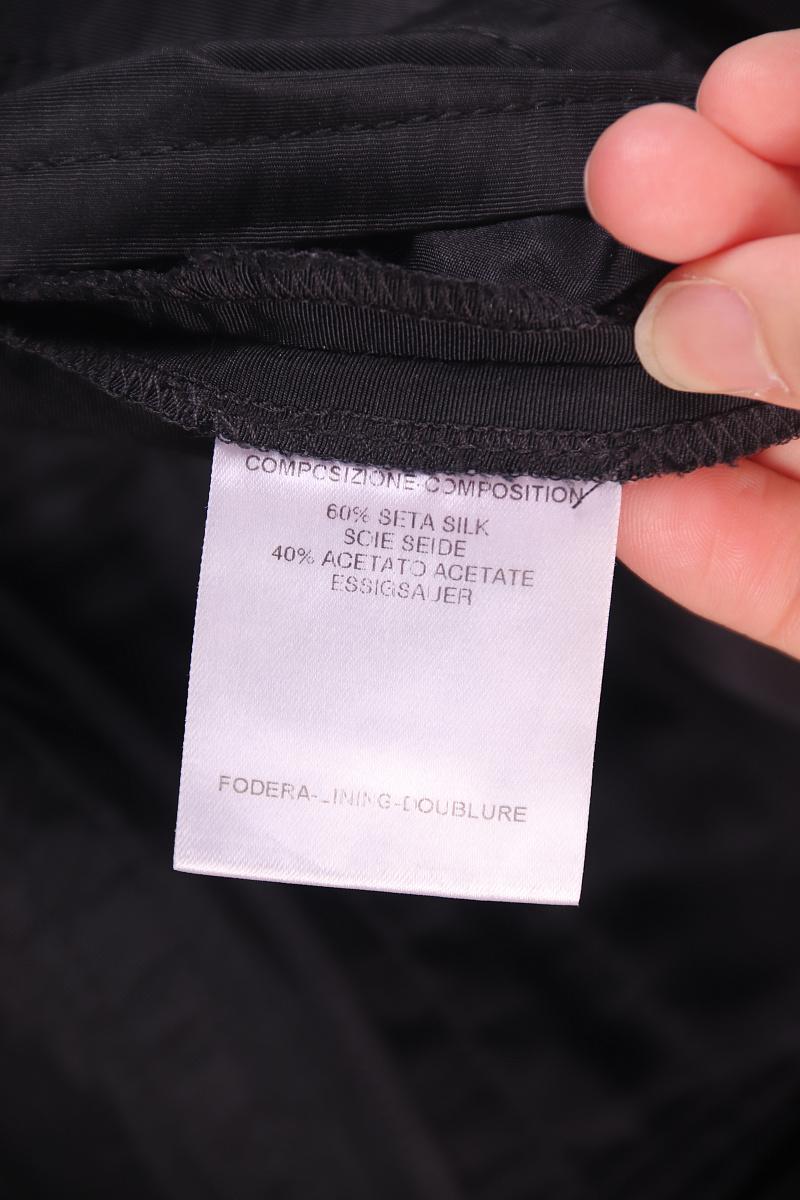 COMPOSIZIONE-COMPOSITION
60% SETA SILK
SOIE SEIDE
40% ACETATO ACETATE
ESSIGSAUER
FODERA-LINING-DOUBLURE